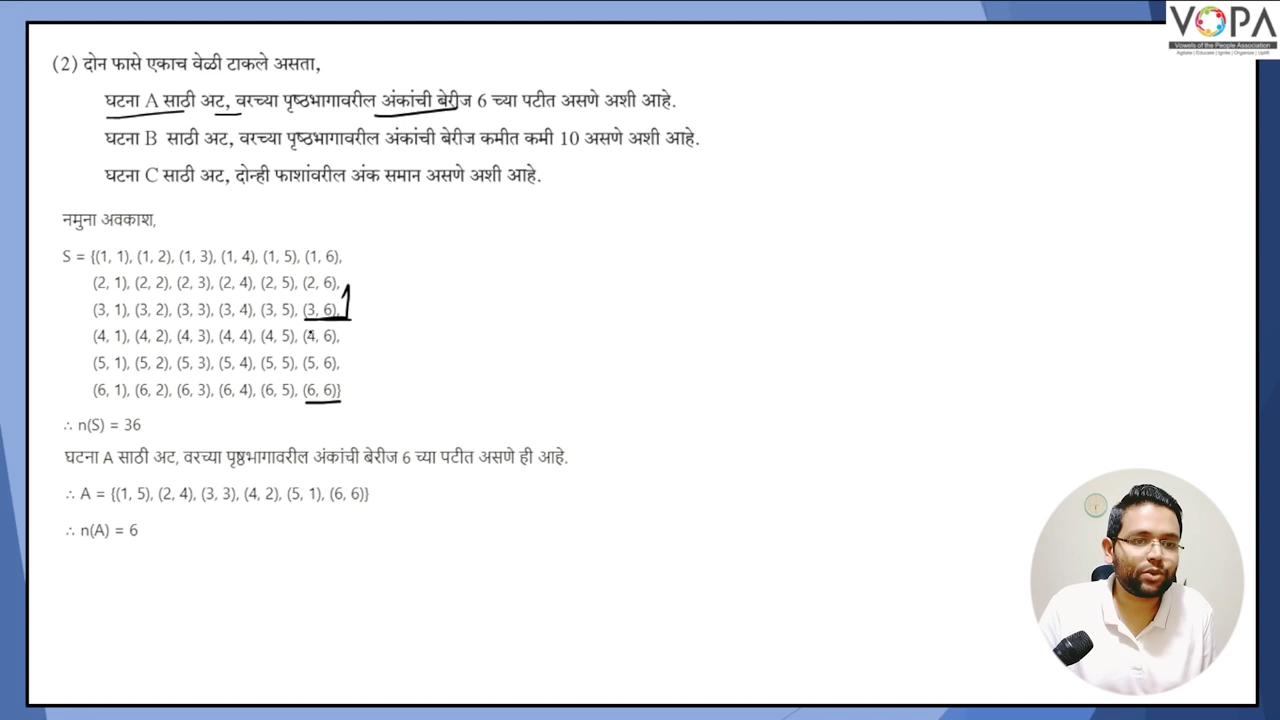 VOPA
Vowels of the People Association
Agitate | Educate | Ignite | Organize | Uplift
(2) दोन फासे एकाच वेळी टाकले असता,
घटना A साठी अट, वरच्या पृष्ठभागावरील अंकांची बेरीज 6 च्या पटीत असणे अशी आहे.
घटना B साठी अट, वरच्या पृष्ठभागावरील अंकांची बेरीज कमीत कमी 10 असणे अशी आहे.
घटना C साठी अट, दोन्ही फाशांवरील अंक समान असणे अशी आहे.
नमुना अवकाश,
S = {(1, 1), (1, 2), (1, 3), (1, 4), (1, 5), (1, 6),
(2, 1), (2, 2), (2, 3), (2, 4), (2, 5), (2, 6),
(3, 1), (3, 2), (3, 3), (3, 4), (3, 5), (3, 6),
(4, 1), (4, 2), (4, 3), (4, 4), (4, 5), (4, 6),
(5, 1), (5, 2), (5, 3), (5, 4), (5, 5), (5, 6),
(6, 1), (6, 2), (6, 3), (6, 4), (6, 5), (6, 6)}
∴ n(S) = 36
घटना A साठी अट, वरच्या पृष्ठभागावरील अंकांची बेरीज 6 च्या पटीत असणे ही आहे.
∴ A = {(1, 5), (2, 4), (3, 3), (4, 2), (5, 1), (6, 6)}
∴ n(A) = 6